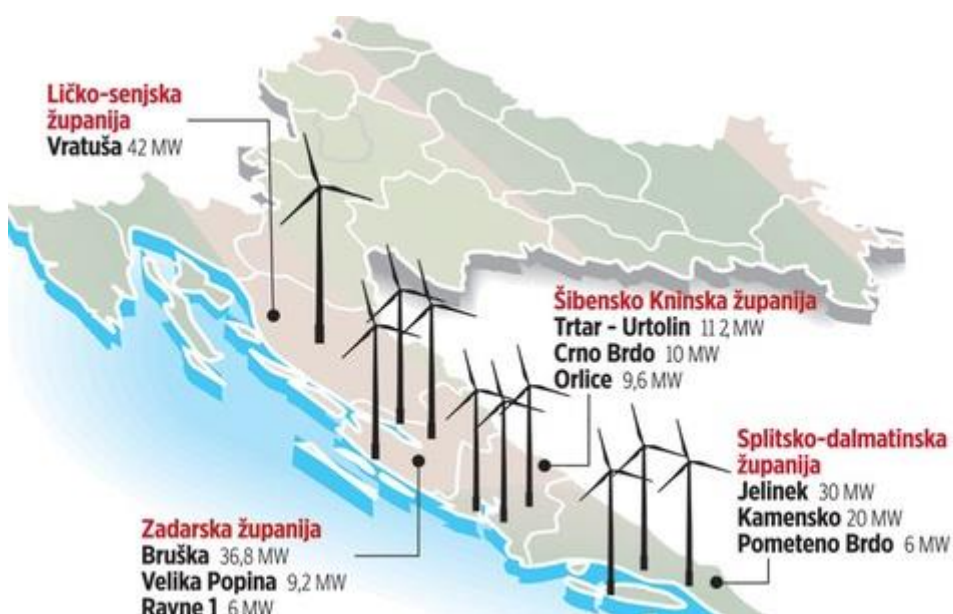 Ličko-senjska
županija
Vratuša 42 MW
Šibensko Kninska županija
Trtar - Urtolin 11 2, MW
Crno Brdo 10 MW
Orlice 9,6 MW
Splitsko-dalmatinska
županija
Jelinek 30 MW
Kamensko 20 MW
Pometeno Brdo 6 MW
Zadarska županija
Bruška 36,8 MW
Velika Popina 9,2 MW
Ravne 1 6 MW